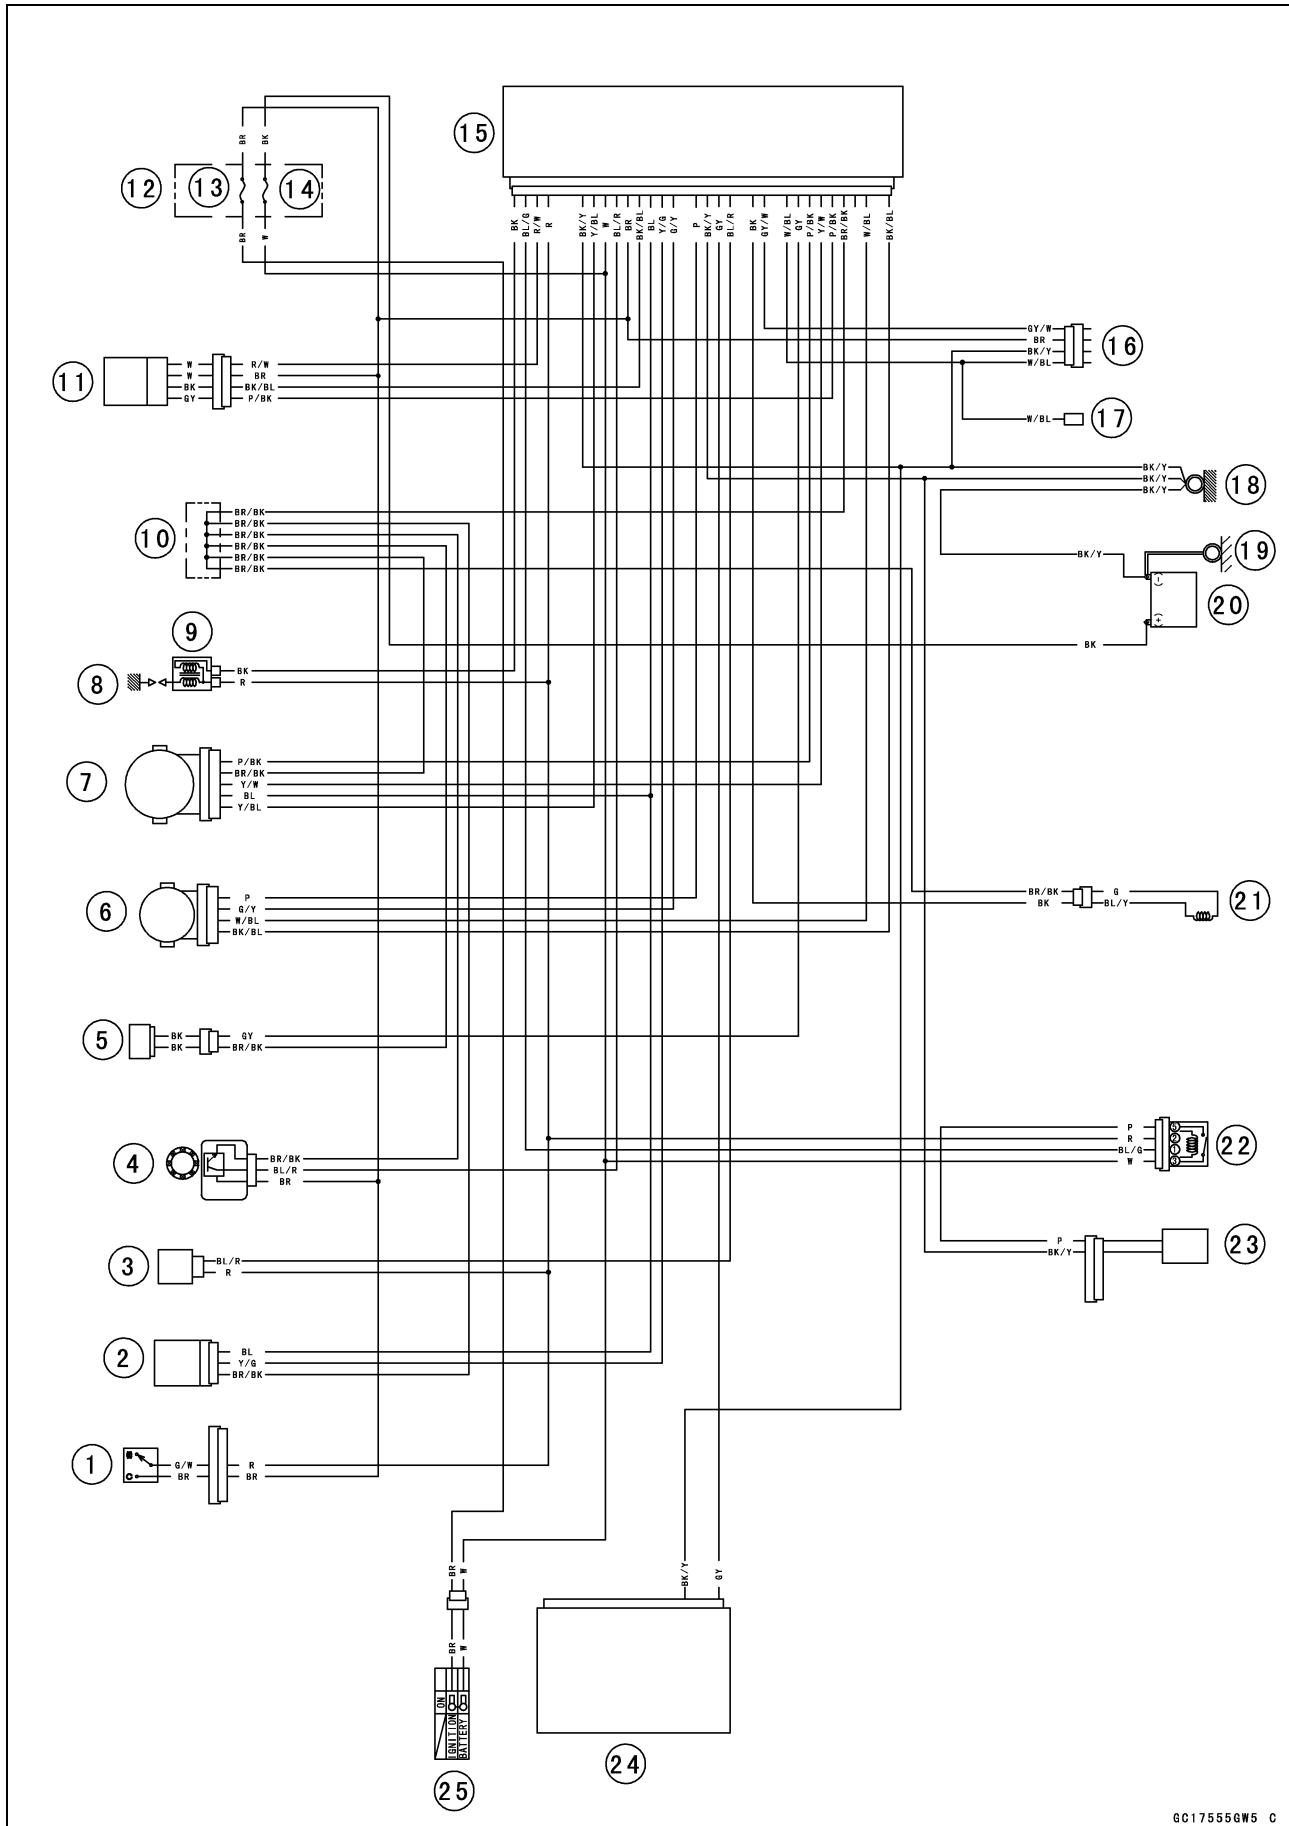 BR BK
15
12 13 14
BR W
BK BL/G R/W R BK/Y Y/BL W BL/R BR BK/BL BL Y/G G/Y P BK/Y GY BL/R BK GY/W W/BL GY P/BK Y/W P/BK BR/BK W/BL BK/BL
GY/W
BR
BK/Y
W/BL
16
11
W R/W
W BR
BK BK/BL
GY P/BK
W/BL 17
BK/Y
BK/Y
BK/Y
18
10
BR/BK
BR/BK
BR/BK
BR/BK
BR/BK
BR/BK
BK/Y
19
(-)
(+)
20
BK
9
8
BK
R
7
P/BK
BR/BK
Y/W
BL
Y/BL
6
P
G/Y
W/BL
BK/BL
BR/BK G
BK BL/Y
21
5
BK GY
BK BR/BK
P
R
BL/G
W
22
4
BR/BK
BL/R
BR
P
BK/Y
23
3
BL/R
R
2
BL
Y/G
BR/BK
1
G/W R
BR BR
BR W
BK/Y GY
BR W
ON
IGNITION
BATTERY
24
25
GC17555GW5 C